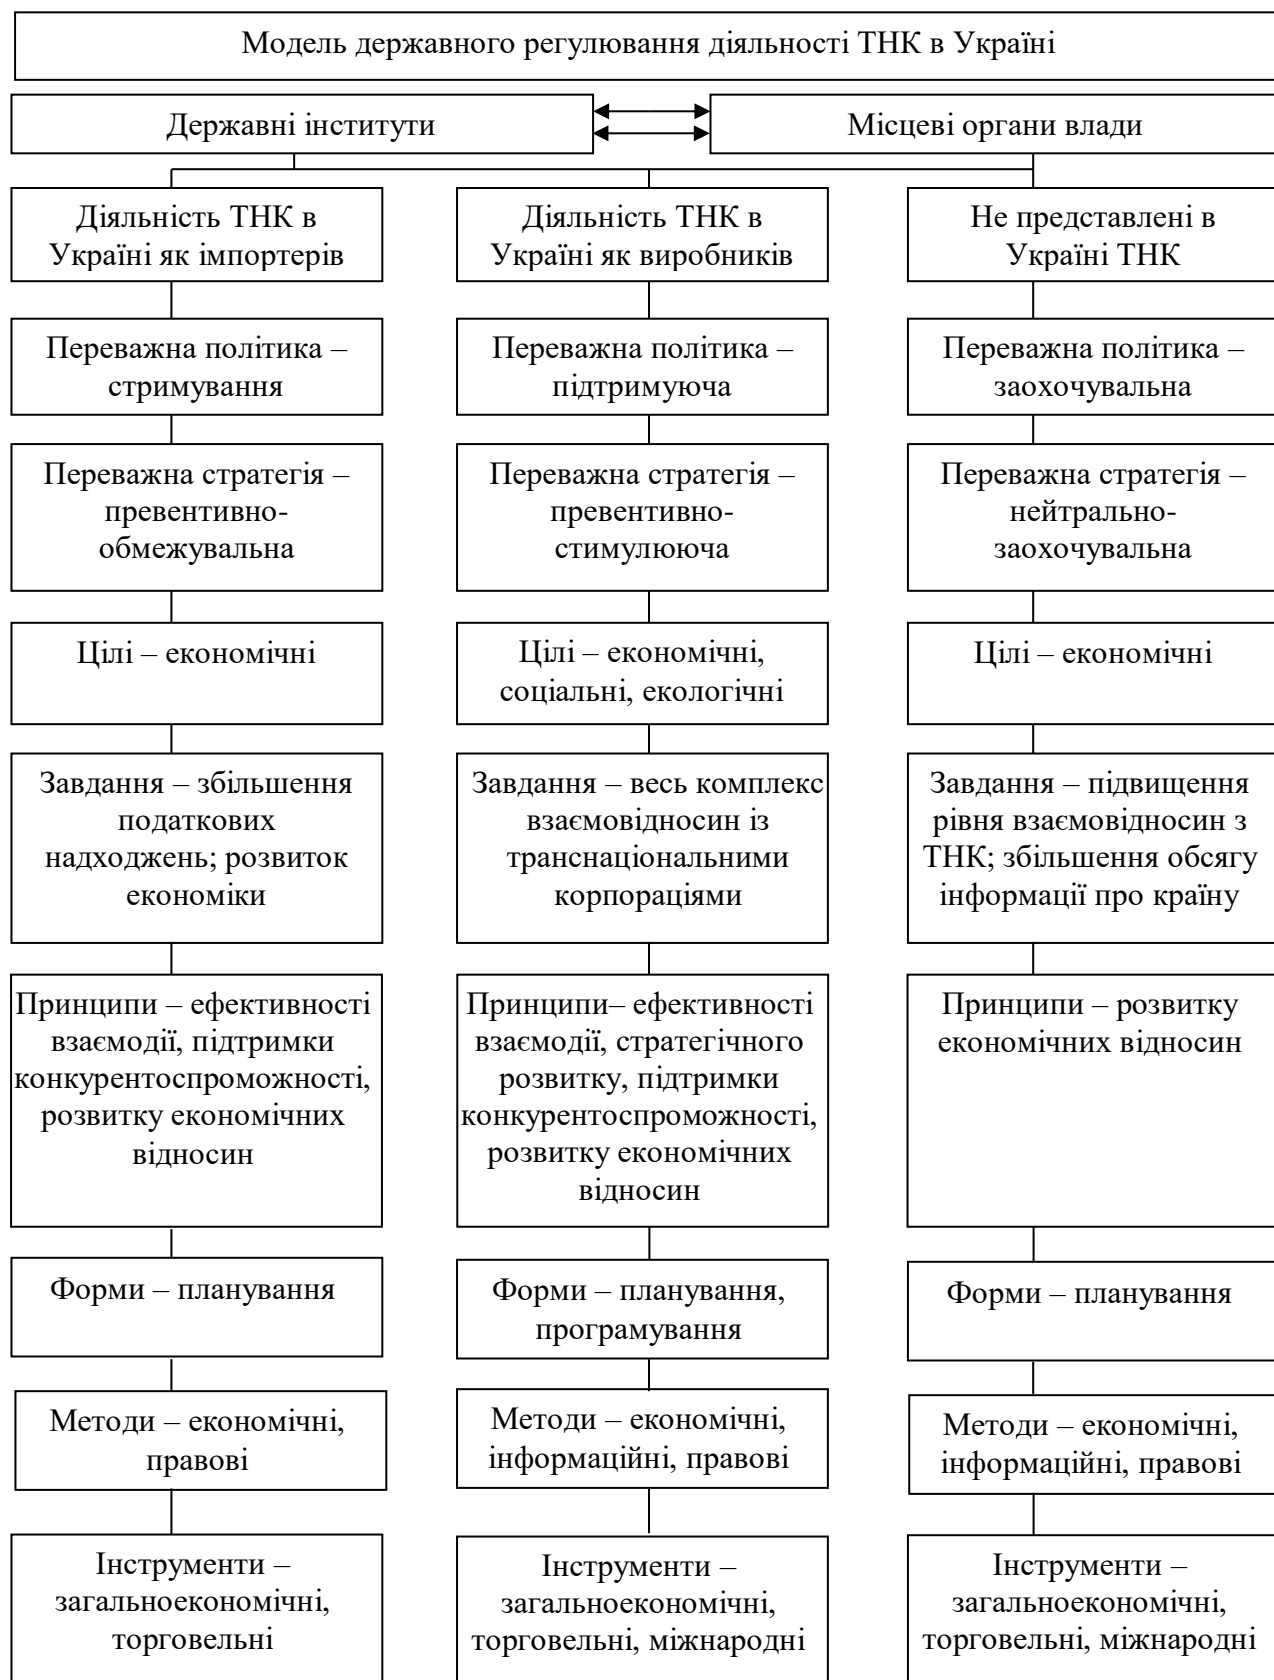 Модель державного регулювання діяльності ТНК в Україні
Державні інститути
Місцеві органи влади
Діяльність ТНК в
Україні як імпортерів
Діяльність ТНК в
Україні як виробників
Не представлені в
Україні ТНК
Переважна політика –
стримування
Переважна політика –
підтримуюча
Переважна політика –
заохочувальна
Переважна стратегія –
превентивно-
обмежувальна
Переважна стратегія –
превентивно-
стимулююча
Переважна стратегія –
нейтрально-
заохочувальна
Цілі – економічні
Цілі – економічні,
соціальні, екологічні
Цілі – економічні
Завдання – збільшення
податкових
надходжень; розвиток
економіки
Завдання – весь комплекс
взаємовідносин із
транснаціональними
корпораціями
Завдання – підвищення
рівня взаємовідносин з
ТНК; збільшення обсягу
інформації про країну
Принципи – ефективності
взаємодії, підтримки
конкурентоспроможності,
розвитку економічних
відносин
Принципи– ефективності
взаємодії, стратегічного
розвитку, підтримки
конкурентоспроможності,
розвитку економічних
відносин
Принципи – розвитку
економічних відносин
Форми – планування
Форми – планування,
програмування
Форми – планування
Методи – економічні,
правові
Методи – економічні,
інформаційні, правові
Методи – економічні,
інформаційні, правові
Інструменти –
загальноекономічні,
торговельні
Інструменти –
загальноекономічні,
торговельні, міжнародні
Інструменти –
загальноекономічні,
торговельні, міжнародні